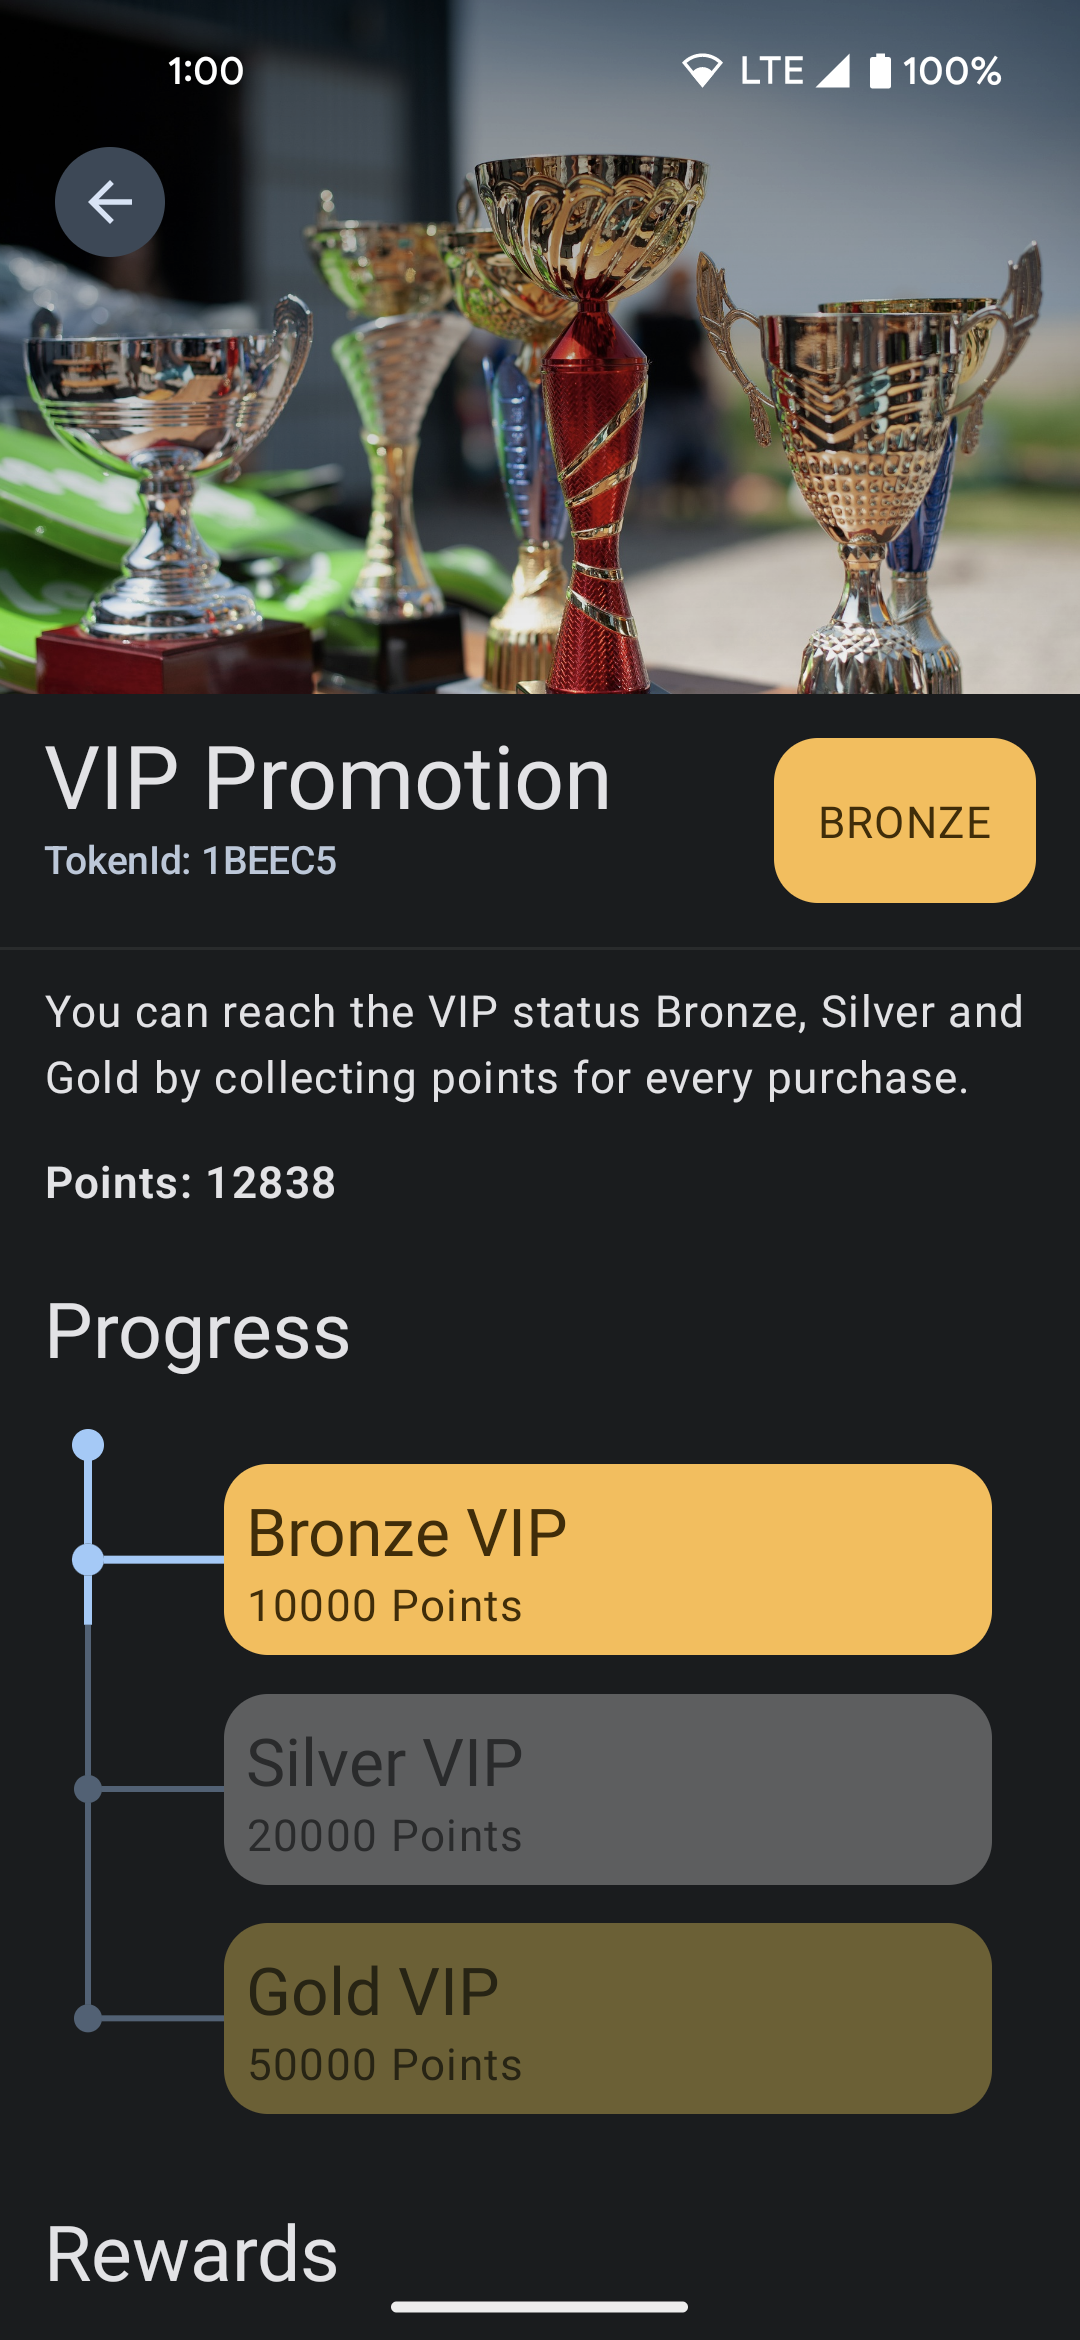 1:00 LTE 100%
VIP Promotion
TokenId: 1BEEC5
BRONZE
You can reach the VIP status Bronze, Silver and
Gold by collecting points for every purchase.
Points: 12838
Progress
Bronze VIP
10000 Points
Silver VIP
20000 Points
Gold VIP
50000 Points
Rewards